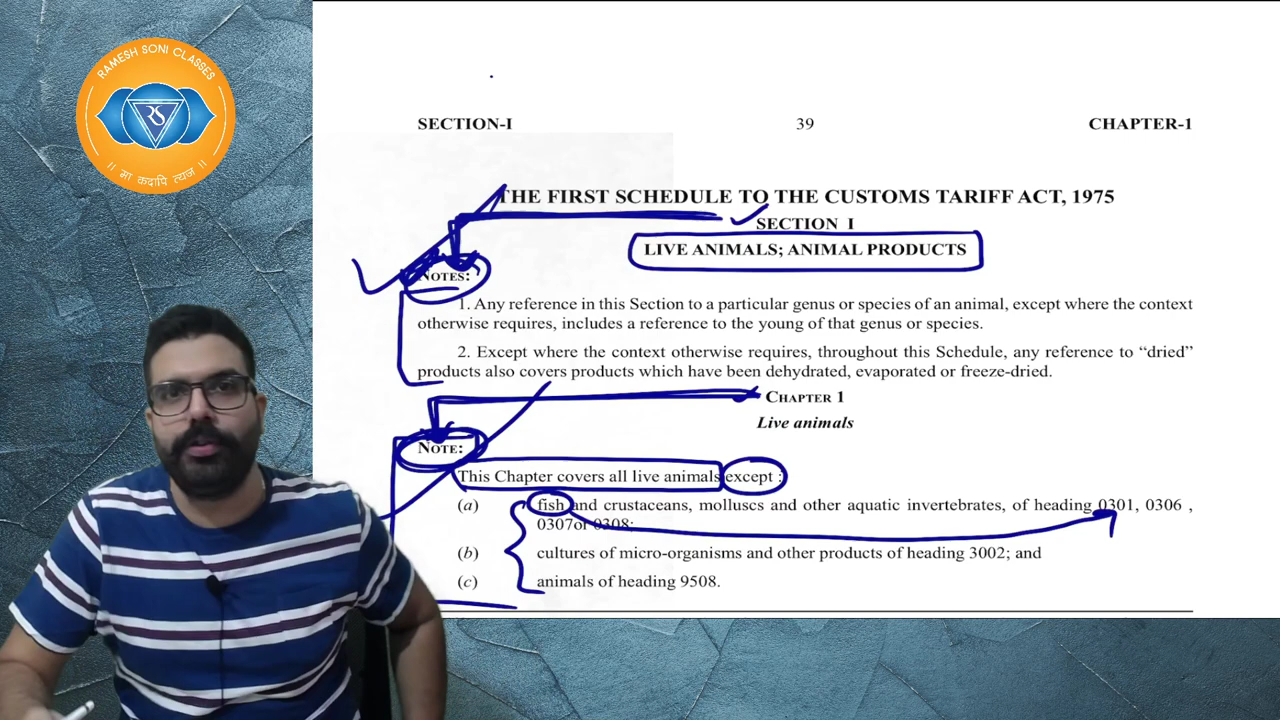 RAMESH SONI CLASSES
RS
।। मा कदापि त्यज ।।
SECTION-I 39 CHAPTER-1
THE FIRST SCHEDULE TO THE CUSTOMS TARIFF ACT, 1975
SECTION I
LIVE ANIMALS; ANIMAL PRODUCTS
NOTES:
1. Any reference in this Section to a particular genus or species of an animal, except where the context
otherwise requires, includes a reference to the young of that genus or species.
2. Except where the context otherwise requires, throughout this Schedule, any reference to “dried”
products also covers products which have been dehydrated, evaporated or freeze-dried.
CHAPTER 1
Live animals
NOTE:
This Chapter covers all live animals except :
(a) fish and crustaceans, molluscs and other aquatic invertebrates, of heading 0301, 0306 ,
0307or 0308;
(b) cultures of micro-organisms and other products of heading 3002; and
(c) animals of heading 9508.